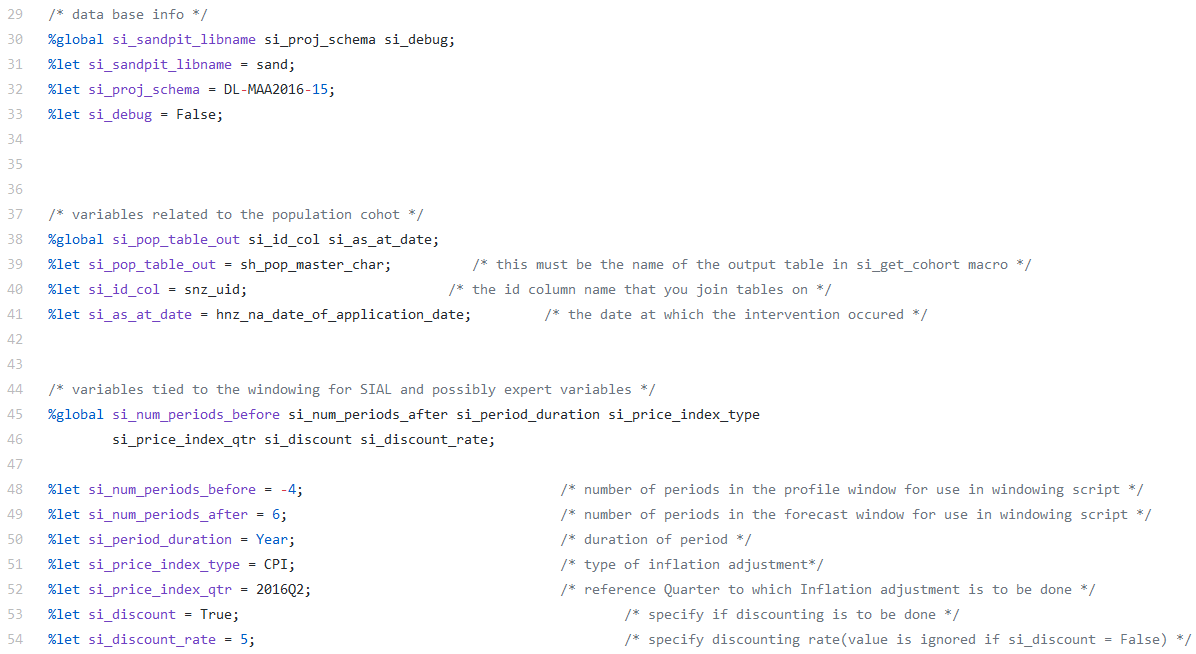 29 /* data base info */
30 %global si_sandpit_libname si_proj_schema si_debug;
31 %let si_sandpit_libname = sand;
32 %let si_proj_schema = DL-MAA2016-15;
33 %let si_debug = False;
34
35
36
37 /* variables related to the population cohot */
38 %global si_pop_table_out si_id_col si_as_at_date;
39 %let si_pop_table_out = sh_pop_master_char; /* this must be the name of the output table in si_get_cohort macro */
40 %let si_id_col = snz_uid; /* the id column name that you join tables on */
41 %let si_as_at_date = hnz_na_date_of_application_date; /* the date at which the intervention occured */
42
43
44 /* variables tied to the windowing for SIAL and possibly expert variables */
45 %global si_num_periods_before si_num_periods_after si_period_duration si_price_index_type
46 si_price_index_qtr si_discount si_discount_rate;
47
48 %let si_num_periods_before = -4; /* number of periods in the profile window for use in windowing script */
49 %let si_num_periods_after = 6; /* number of periods in the forecast window for use in windowing script */
50 %let si_period_duration = Year; /* duration of period */
51 %let si_price_index_type = CPI; /* type of inflation adjustment*/
52 %let si_price_index_qtr = 2016Q2; /* reference Quarter to which Inflation adjustment is to be done */
53 %let si_discount = True; /* specify if discounting is to be done */
54 %let si_discount_rate = 5; /* specify discounting rate(value is ignored if si_discount = False) */